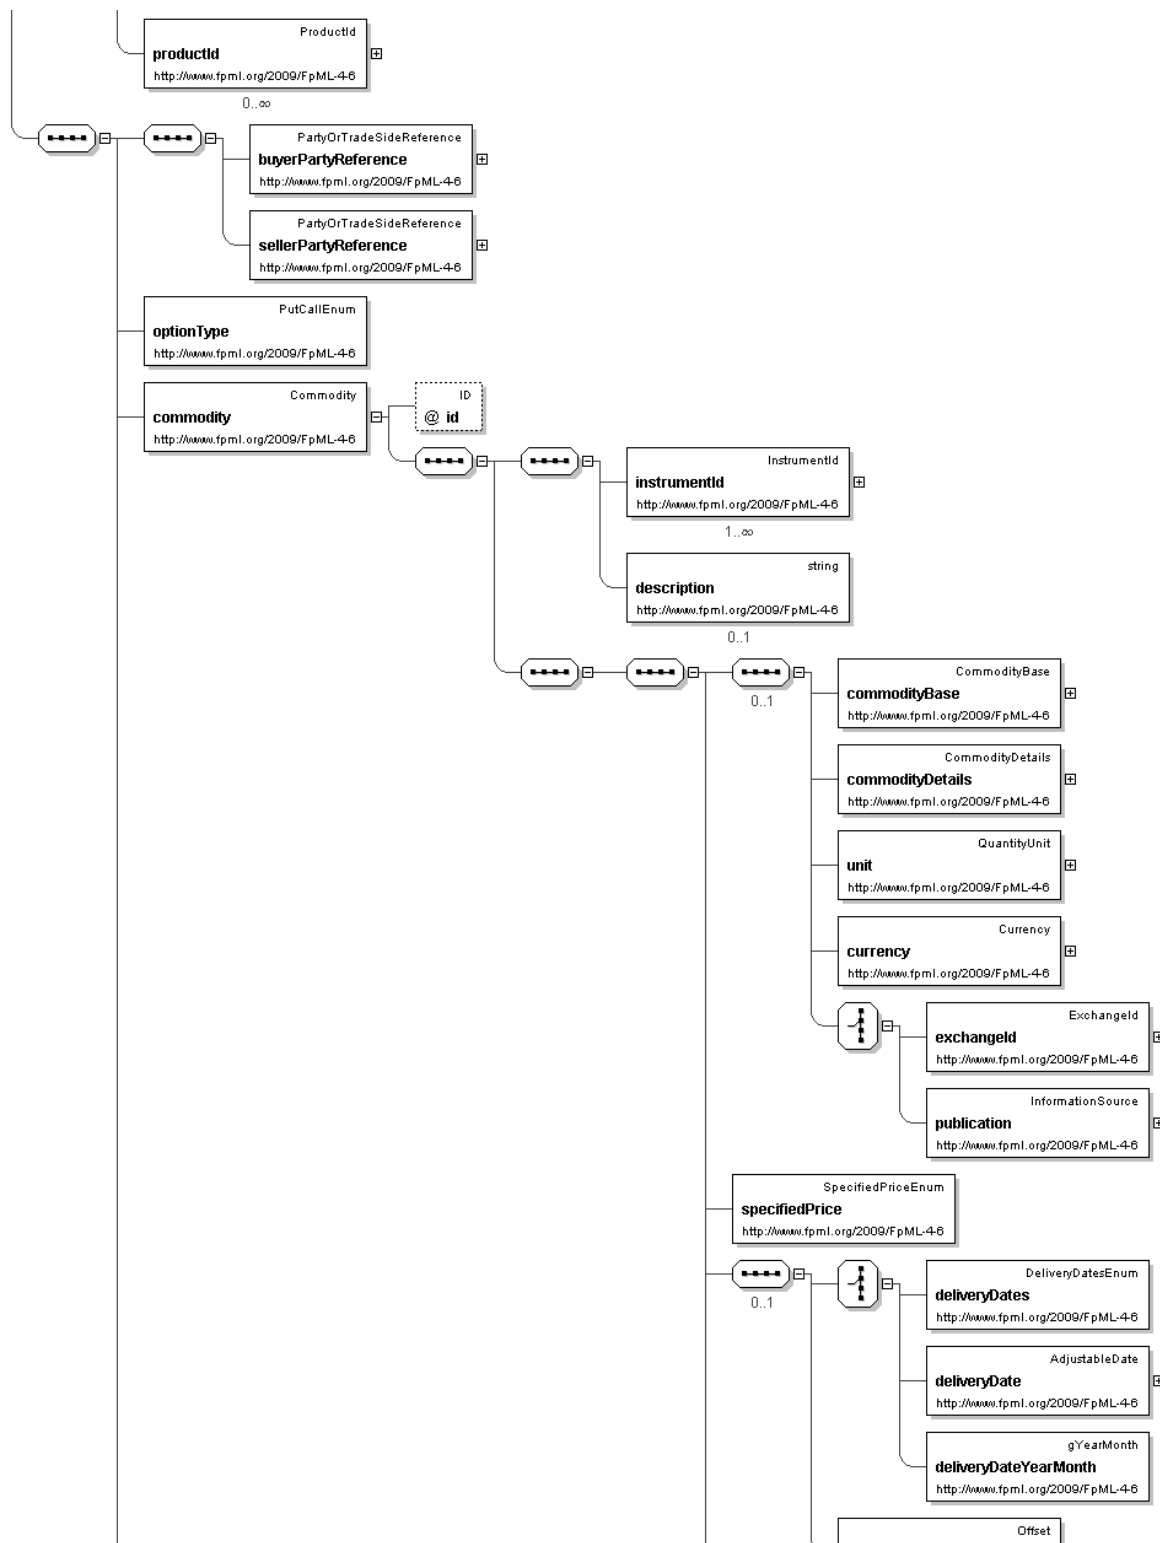 ProductId
productId
http://www.fpml.org/2009/FpML-4-6
0..∞
PartyOrTradeSideReference
buyerPartyReference
http://www.fpml.org/2009/FpML-4-6
PartyOrTradeSideReference
sellerPartyReference
http://www.fpml.org/2009/FpML-4-6
PutCallEnum
optionType
http://www.fpml.org/2009/FpML-4-6
Commodity
commodity
http://www.fpml.org/2009/FpML-4-6
ID
@ id
InstrumentId
instrumentId
http://www.fpml.org/2009/FpML-4-6
1..∞
string
description
http://www.fpml.org/2009/FpML-4-6
0..1
0..1
CommodityBase
commodityBase
http://www.fpml.org/2009/FpML-4-6
CommodityDetails
commodityDetails
http://www.fpml.org/2009/FpML-4-6
QuantityUnit
unit
http://www.fpml.org/2009/FpML-4-6
Currency
currency
http://www.fpml.org/2009/FpML-4-6
ExchangeId
exchangeId
http://www.fpml.org/2009/FpML-4-6
InformationSource
publication
http://www.fpml.org/2009/FpML-4-6
SpecifiedPriceEnum
specifiedPrice
http://www.fpml.org/2009/FpML-4-6
0..1
DeliveryDatesEnum
deliveryDates
http://www.fpml.org/2009/FpML-4-6
AdjustableDate
deliveryDate
http://www.fpml.org/2009/FpML-4-6
gYearMonth
deliveryDateYearMonth
http://www.fpml.org/2009/FpML-4-6
Offset